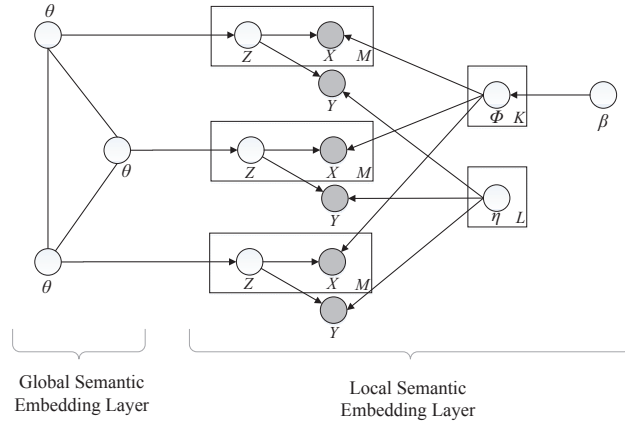 θ
Z
X
M
Y
Φ
K
β
θ
Z
X
M
Y
η
L
θ
Z
X
M
Y
Global Semantic
Embedding Layer
Local Semantic
Embedding Layer